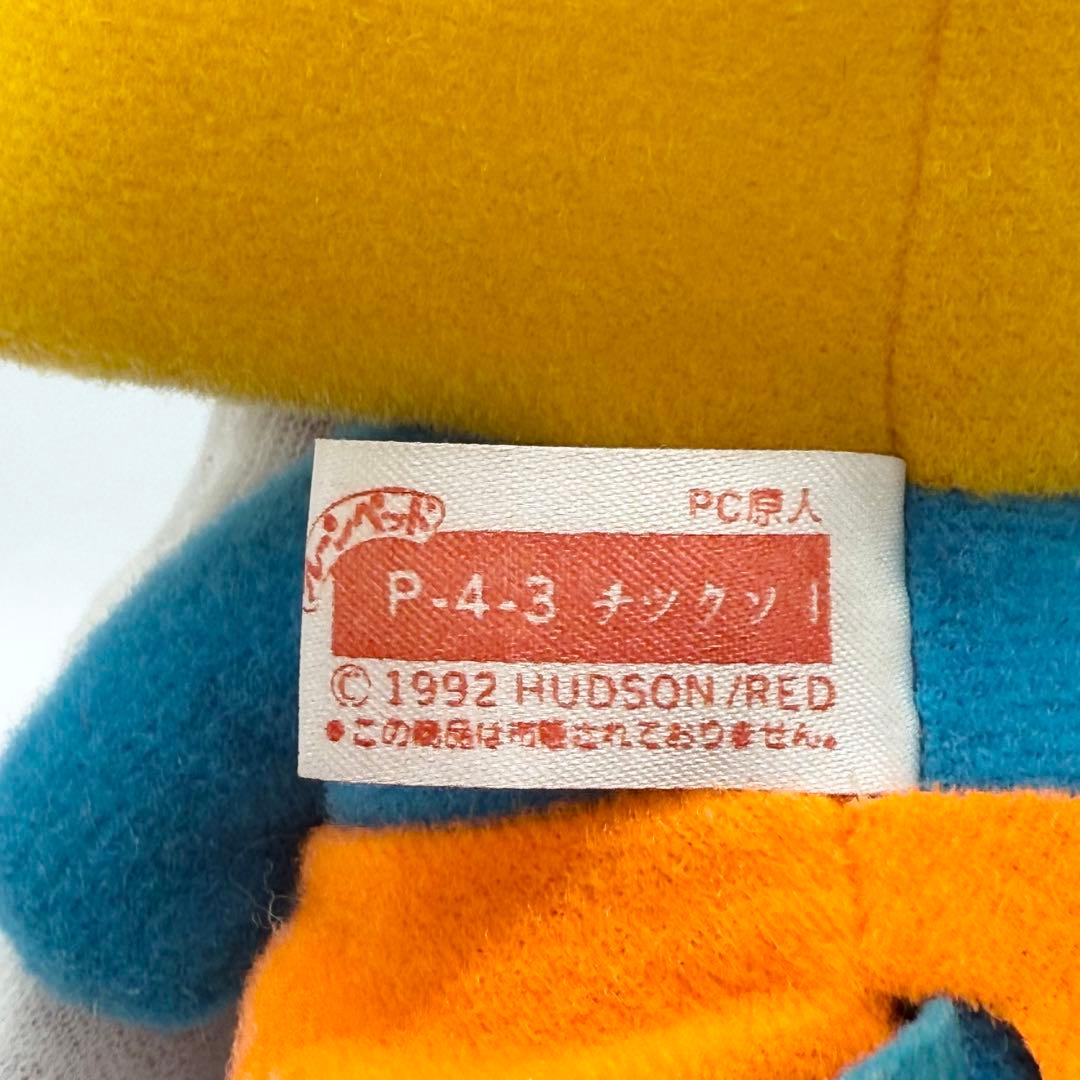 PC原人
P-4-3 チックソー
© 1992 HUDSON/RED
●この商品は市販されておりません。